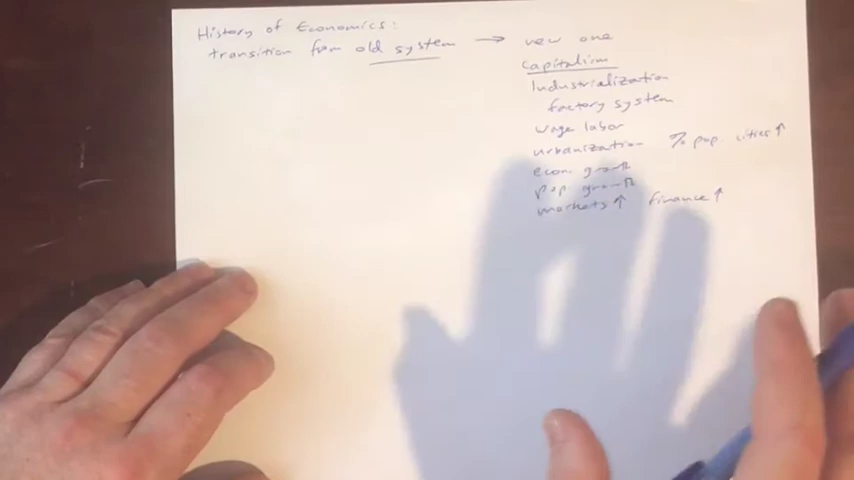 History of Economics:
transition from old system → new one
capitalism
Industrialization
factory system
wage labor
urbanization % pop. cities ↑
econ. growth
pop growth
markets ↑ finance ↑